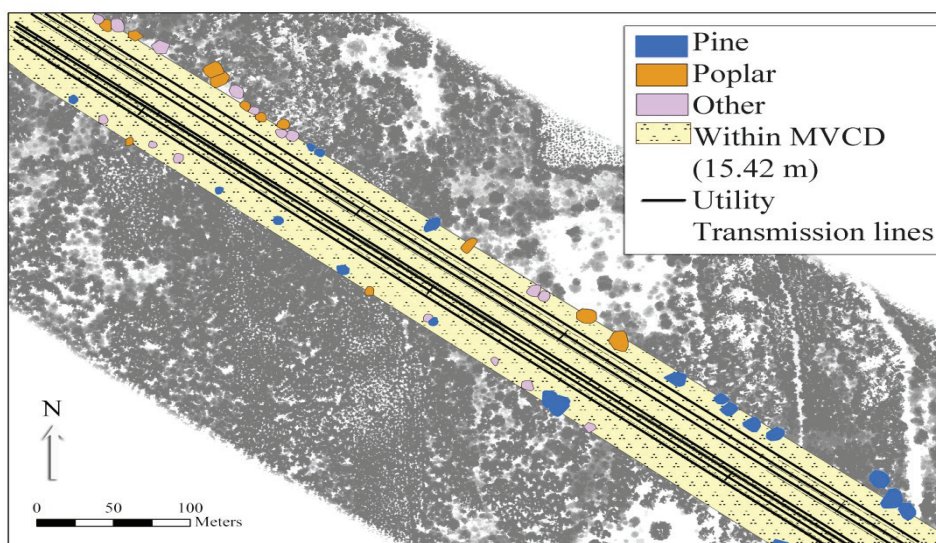 Pine
Poplar
Other
Within MVCD
(15.42 m)
Utility
Transmission lines
N
0 50 100
Meters